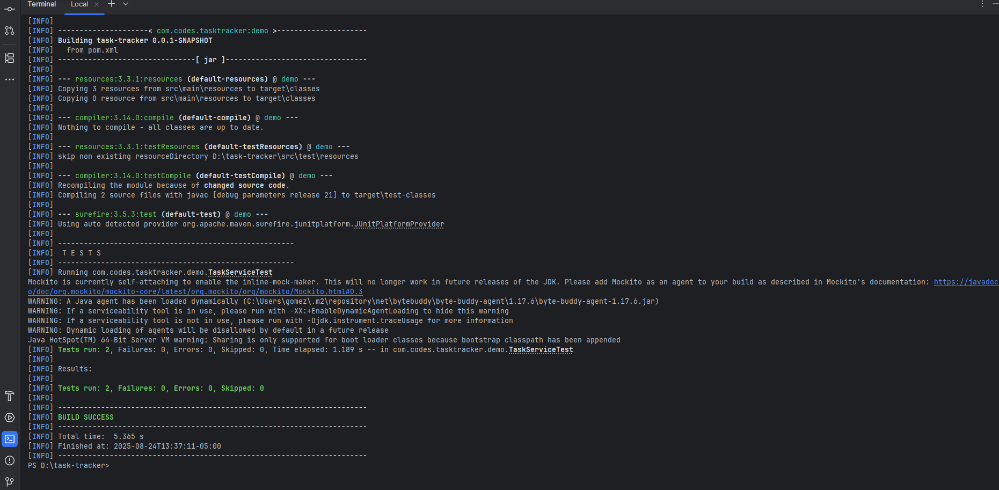 Terminal Local
[INFO]
[INFO] ---------------------< com.codes.tasktracker:demo >---------------------
[INFO] Building task-tracker 0.0.1-SNAPSHOT
[INFO]   from pom.xml
[INFO] --------------------------------[ jar ]---------------------------------
[INFO]
[INFO] --- resources:3.3.1:resources (default-resources) @ demo ---
[INFO] Copying 3 resources from src\main\resources to target\classes
[INFO] Copying 0 resource from src\main\resources to target\classes
[INFO]
[INFO] --- compiler:3.14.0:compile (default-compile) @ demo ---
[INFO] Nothing to compile - all classes are up to date.
[INFO]
[INFO] --- resources:3.3.1:testResources (default-testResources) @ demo ---
[INFO] skip non existing resourceDirectory D:\task-tracker\src\test\resources
[INFO]
[INFO] --- compiler:3.14.0:testCompile (default-testCompile) @ demo ---
[INFO] Recompiling the module because of changed source code.
[INFO] Compiling 2 source files with javac [debug parameters release 21] to target\test-classes
[INFO]
[INFO] --- surefire:3.5.3:test (default-test) @ demo ---
[INFO] Using auto detected provider org.apache.maven.surefire.junitplatform.JUnitPlatformProvider
[INFO]
[INFO] -------------------------------------------------------
[INFO]  T E S T S
[INFO] -------------------------------------------------------
[INFO] Running com.codes.tasktracker.demo.TaskServiceTest
Mockito is currently self-attaching to enable the inline-mock-maker. This will no longer work in future releases of the JDK. Please add Mockito as an agent to your build as described in Mockito's documentation: https://javadoc
o/doc/org.mockito/mockito-core/latest/org.mockito/org/mockito/Mockito.html#0.3
WARNING: A Java agent has been loaded dynamically (C:\Users\gomez\.m2\repository\net\bytebuddy\byte-buddy-agent\1.17.6\byte-buddy-agent-1.17.6.jar)
WARNING: If a serviceability tool is in use, please run with -XX:+EnableDynamicAgentLoading to hide this warning
WARNING: If a serviceability tool is not in use, please run with -Djdk.instrument.traceUsage for more information
WARNING: Dynamic loading of agents will be disallowed by default in a future release
Java HotSpot(TM) 64-Bit Server VM warning: Sharing is only supported for boot loader classes because bootstrap classpath has been appended
[INFO] Tests run: 2, Failures: 0, Errors: 0, Skipped: 0, Time elapsed: 1.189 s -- in com.codes.tasktracker.demo.TaskServiceTest
[INFO]
[INFO] Results:
[INFO]
[INFO] Tests run: 2, Failures: 0, Errors: 0, Skipped: 0
[INFO]
[INFO] ------------------------------------------------------------------------
[INFO] BUILD SUCCESS
[INFO] ------------------------------------------------------------------------
[INFO] Total time:  5.365 s
[INFO] Finished at: 2025-08-24T13:37:11-05:00
[INFO] ------------------------------------------------------------------------
PS D:\task-tracker>